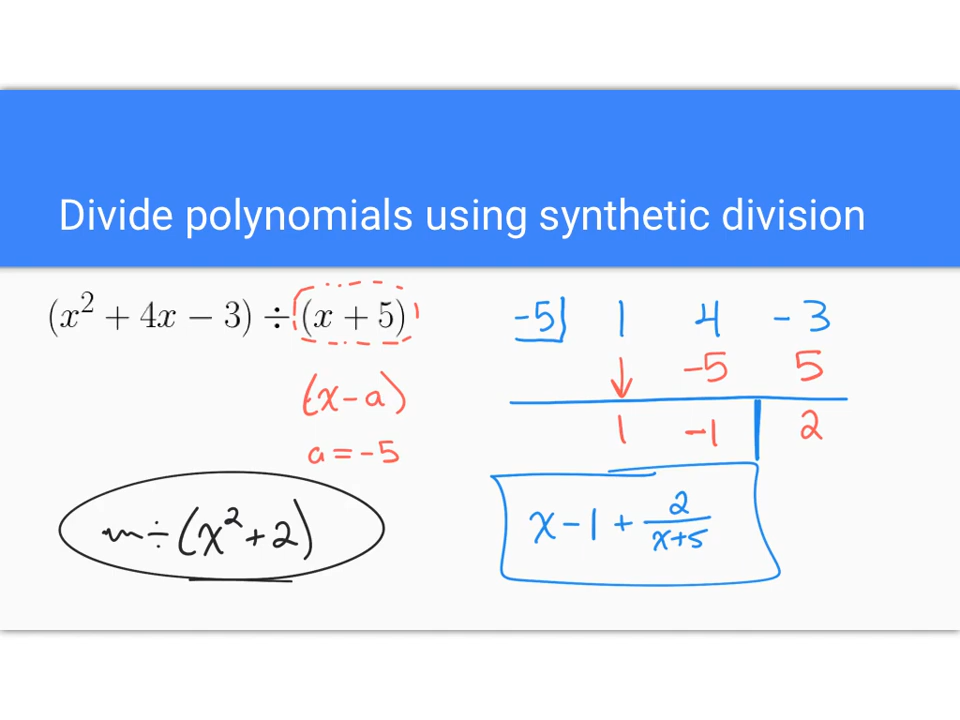 Divide polynomials using synthetic division
(x² + 4x − 3) ÷ (x + 5)
(x − a)
a = −5
÷ (x² + 2)
−5 1 4 −3
↓ −5 5
1 −1 2
x − 1 + 2/(x+5)